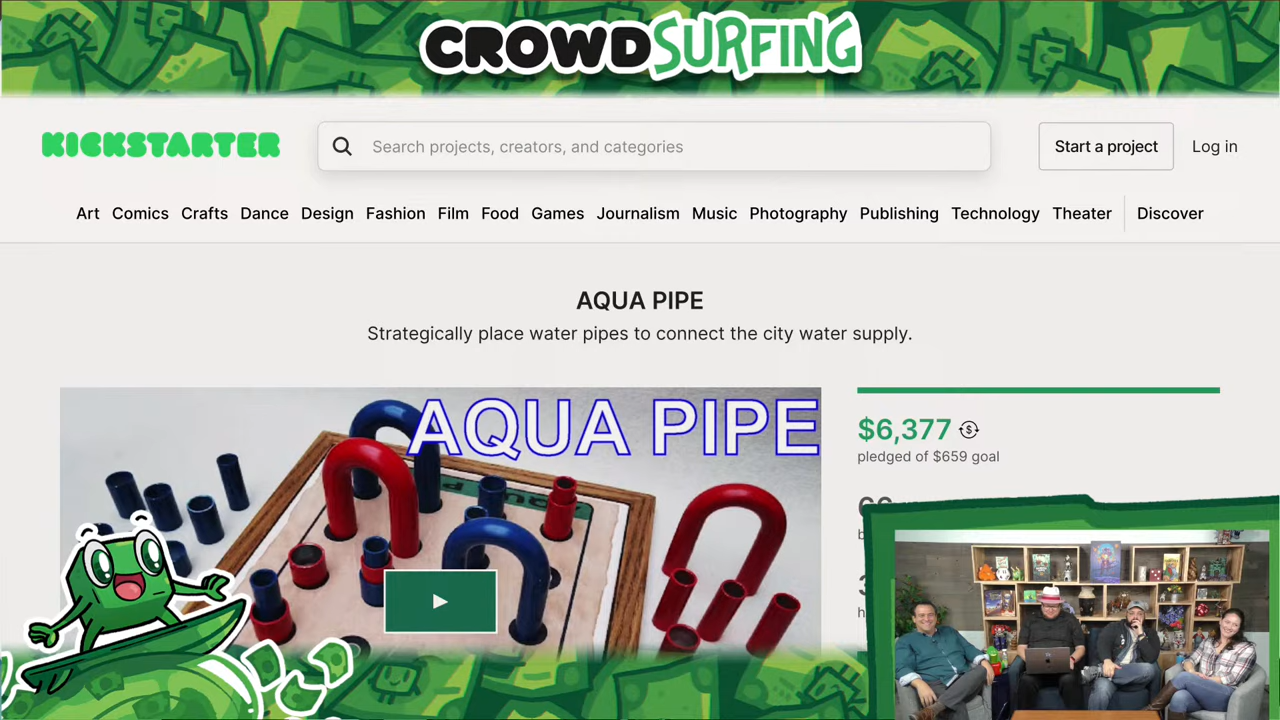 CROWDSURFING
KICKSTARTER
Search projects, creators, and categories
Start a project
Log in
Art Comics Crafts Dance Design Fashion Film Food Games Journalism Music Photography Publishing Technology Theater Discover
AQUA PIPE
Strategically place water pipes to connect the city water supply.
AQUA PIPE
$6,377
pledged of $659 goal